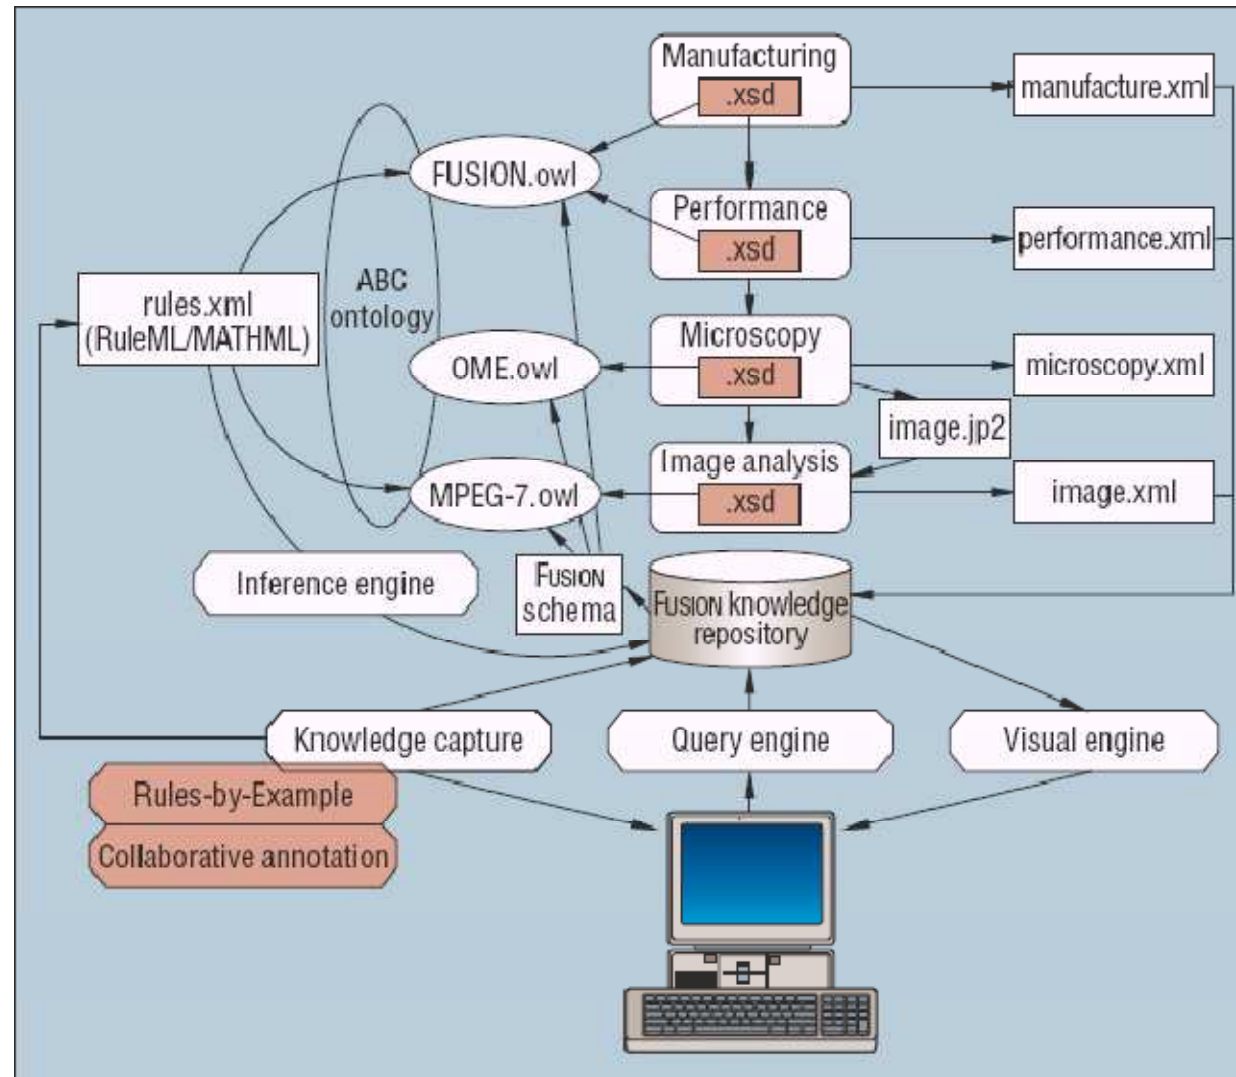 Manufacturing
.xsd
manufacture.xml
FUSION.owl
Performance
.xsd
performance.xml
ABC
ontology
rules.xml
(RuleML/MATHML)
Microscopy
.xsd
OME.owl
microscopy.xml
image.jp2
Image analysis
.xsd
MPEG-7.owl
image.xml
Inference engine
FUSION
schema
FUSION knowledge
repository
Knowledge capture
Query engine
Visual engine
Rules-by-Example
Collaborative annotation